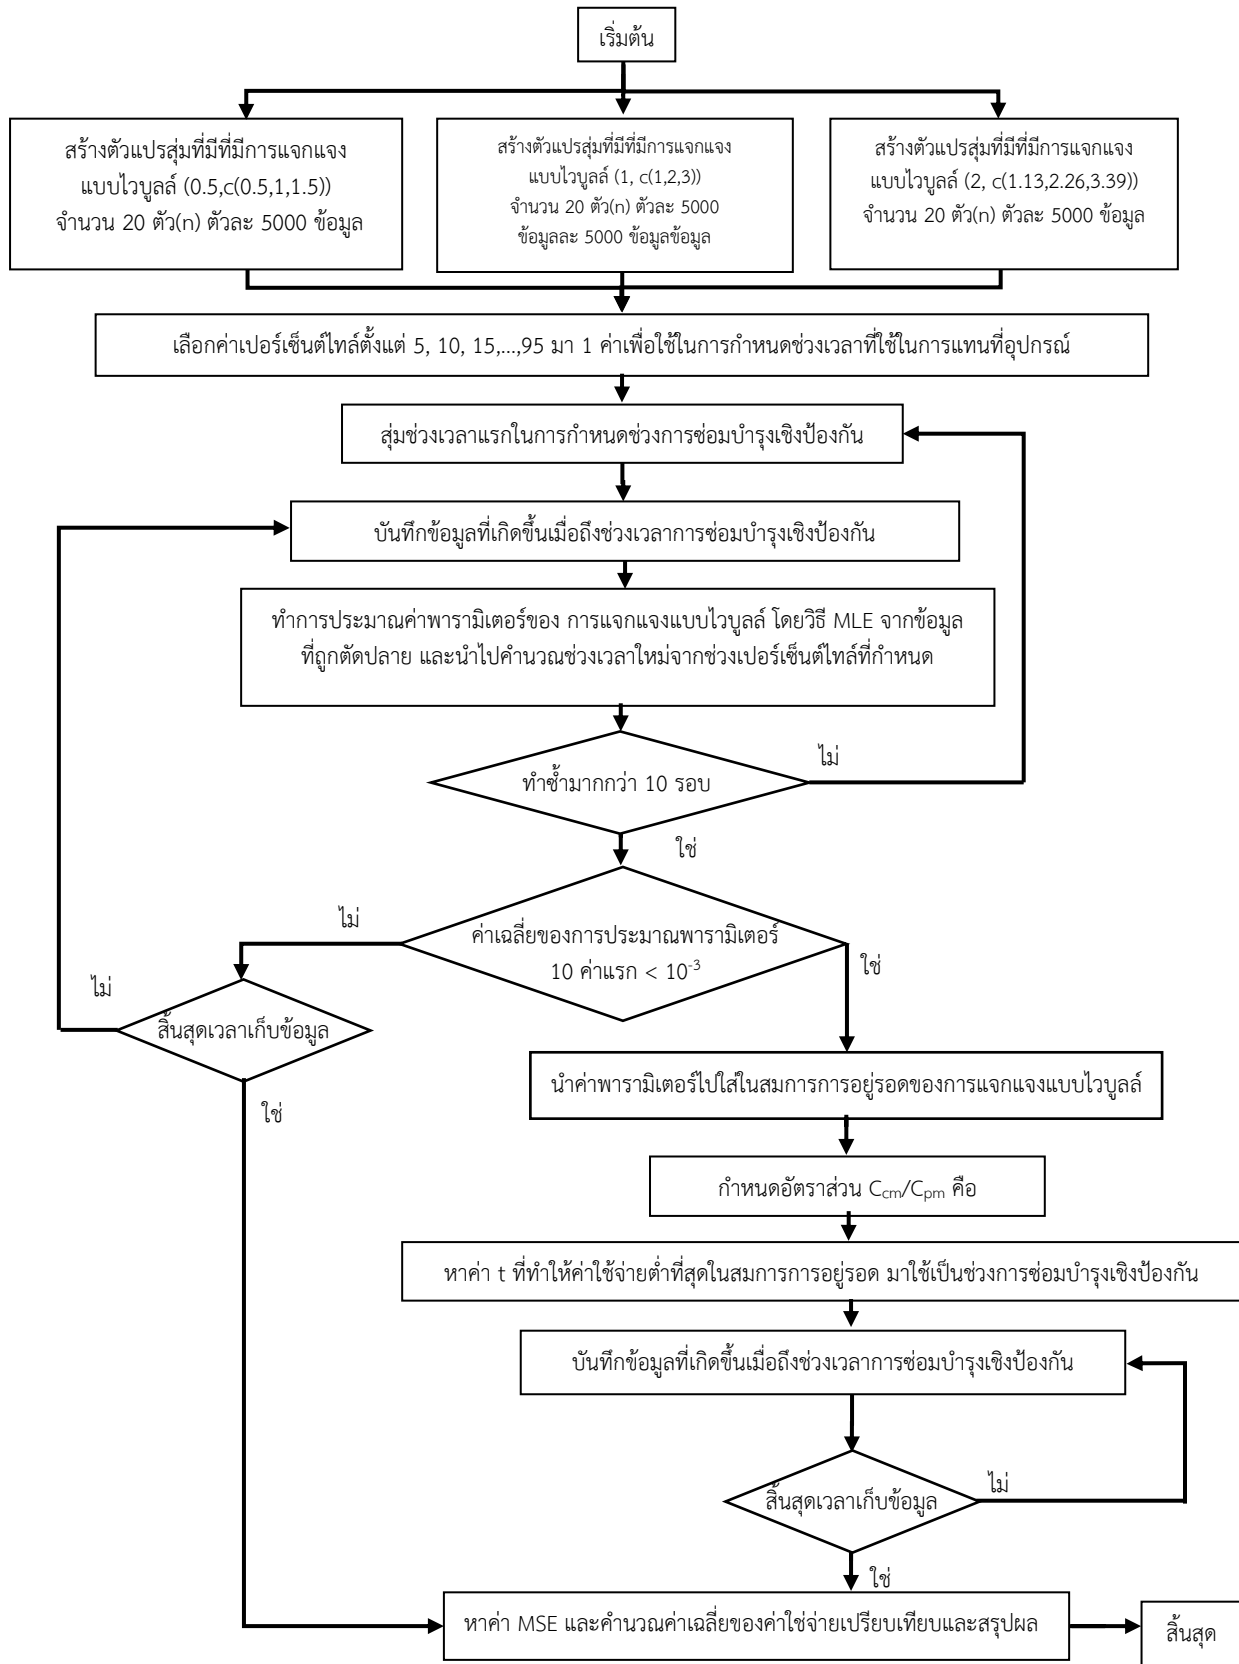 เริ่มต้น
สร้างตัวแปรสุ่มที่มีที่มีการแจกแจง
แบบไวบูลล์ (0.5,c(0.5,1,1.5))
จำนวน 20 ตัว(n) ตัวละ 5000 ข้อมูล
สร้างตัวแปรสุ่มที่มีที่มีการแจกแจง
แบบไวบูลล์ (1, c(1,2,3))
จำนวน 20 ตัว(n) ตัวละ 5000
ข้อมูลละ 5000 ข้อมูลข้อมูล
สร้างตัวแปรสุ่มที่มีที่มีการแจกแจง
แบบไวบูลล์ (2, c(1.13,2.26,3.39))
จำนวน 20 ตัว(n) ตัวละ 5000 ข้อมูล
เลือกค่าเปอร์เซ็นต์ไทล์ตั้งแต่ 5, 10, 15,...,95 มา 1 ค่าเพื่อใช้ในการกำหนดช่วงเวลาที่ใช้ในการแทนที่อุปกรณ์
สุ่มช่วงเวลาแรกในการกำหนดช่วงการซ่อมบำรุงเชิงป้องกัน
บันทึกข้อมูลที่เกิดขึ้นเมื่อถึงช่วงเวลาการซ่อมบำรุงเชิงป้องกัน
ทำการประมาณค่าพารามิเตอร์ของ การแจกแจงแบบไวบูลล์ โดยวิธี MLE จากข้อมูล
ที่ถูกตัดปลาย และนำไปคำนวณช่วงเวลาใหม่จากช่วงเปอร์เซ็นต์ไทล์ที่กำหนด
ทำซ้ำมากกว่า 10 รอบ
ไม่
ใช่
ค่าเฉลี่ยของการประมาณพารามิเตอร์
10 ค่าแรก < 10⁻³
ไม่
ใช่
สิ้นสุดเวลาเก็บข้อมูล
ไม่
ใช่
นำค่าพารามิเตอร์ไปใส่ในสมการการอยู่รอดของการแจกแจงแบบไวบูลล์
กำหนดอัตราส่วน Ccm/Cpm คือ
หาค่า t ที่ทำให้ค่าใช้จ่ายต่ำที่สุดในสมการการอยู่รอด มาใช้เป็นช่วงการซ่อมบำรุงเชิงป้องกัน
บันทึกข้อมูลที่เกิดขึ้นเมื่อถึงช่วงเวลาการซ่อมบำรุงเชิงป้องกัน
สิ้นสุดเวลาเก็บข้อมูล
ไม่
ใช่
หาค่า MSE และคำนวณค่าเฉลี่ยของค่าใช่จ่ายเปรียบเทียบและสรุปผล
สิ้นสุด